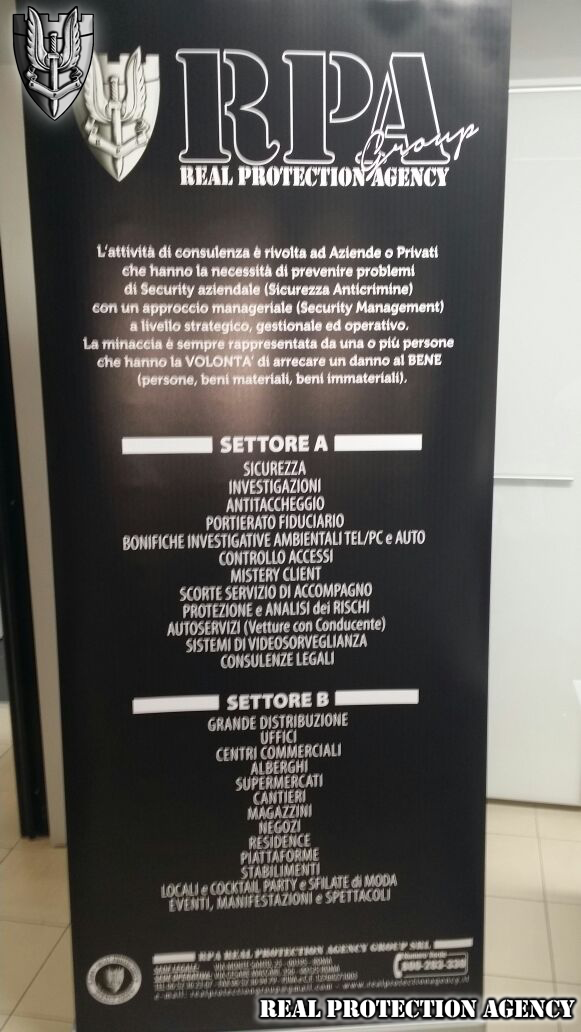 RPA
Group
REAL PROTECTION AGENCY
L'attività di consulenza è rivolta ad Aziende o Privati
che hanno la necessità di prevenire problemi
di Security aziendale (Sicurezza Anticrimine)
con un approccio manageriale (Security Management)
a livello strategico, gestionale ed operativo.
La minaccia è sempre rappresentata da una o più persone
che hanno la VOLONTA' di arrecare un danno al BENE
(persone, beni materiali, beni immateriali).
SETTORE A
SICUREZZA
INVESTIGAZIONI
ANTITACCHEGGIO
PORTIERATO FIDUCIARIO
BONIFICHE INVESTIGATIVE AMBIENTALI TEL/PC e AUTO
CONTROLLO ACCESSI
MISTERY CLIENT
SCORTE SERVIZIO DI ACCOMPAGNO
PROTEZIONE e ANALISI dei RISCHI
AUTOSERVIZI (Vetture con Conducente)
SISTEMI DI VIDEOSORVEGLIANZA
CONSULENZE LEGALI
SETTORE B
GRANDE DISTRIBUZIONE
UFFICI
CENTRI COMMERCIALI
ALBERGHI
SUPERMERCATI
CANTIERI
MAGAZZINI
NEGOZI
RESIDENCE
PIATTAFORME
STABILIMENTI
LOCALI e COCKTAIL PARTY e SFILATE di MODA
EVENTI, MANIFESTAZIONI e SPETTACOLI
RPA REAL PROTECTION AGENCY GROUP SRL
REAL PROTECTION AGENCY